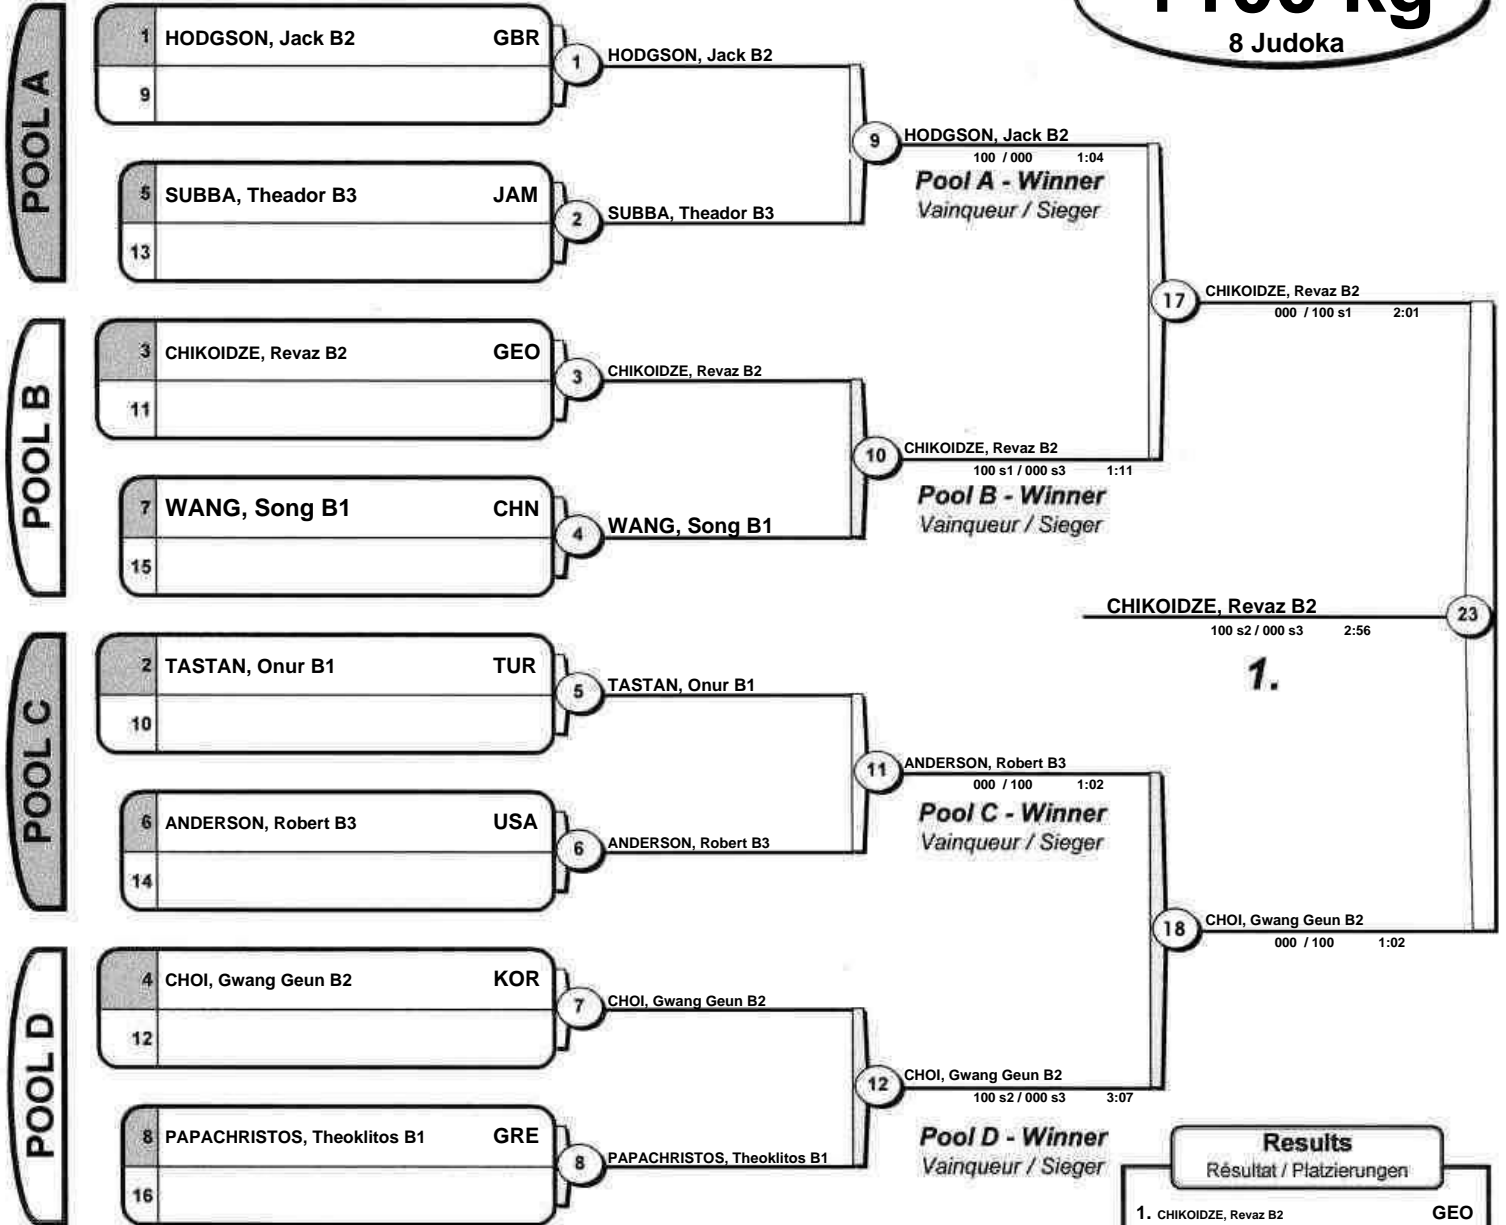 8 Judoka
POOL A
1 HODGSON, Jack B2 GBR
9
1
HODGSON, Jack B2
5 SUBBA, Theador B3 JAM
13
2
SUBBA, Theador B3
9
HODGSON, Jack B2
100 / 000 1:04
Pool A - Winner
Vainqueur / Sieger
POOL B
3 CHIKOIDZE, Revaz B2 GEO
11
3
CHIKOIDZE, Revaz B2
7 WANG, Song B1 CHN
15
4
WANG, Song B1
10
CHIKOIDZE, Revaz B2
100 s1 / 000 s3 1:11
Pool B - Winner
Vainqueur / Sieger
17
CHIKOIDZE, Revaz B2
000 / 100 s1 2:01
CHIKOIDZE, Revaz B2
100 s2 / 000 s3 2:56
23
1.
POOL C
2 TASTAN, Onur B1 TUR
10
5
TASTAN, Onur B1
6 ANDERSON, Robert B3 USA
14
6
ANDERSON, Robert B3
11
ANDERSON, Robert B3
000 / 100 1:02
Pool C - Winner
Vainqueur / Sieger
POOL D
4 CHOI, Gwang Geun B2 KOR
12
7
CHOI, Gwang Geun B2
8 PAPACHRISTOS, Theoklitos B1 GRE
16
8
PAPACHRISTOS, Theoklitos B1
12
CHOI, Gwang Geun B2
100 s2 / 000 s3 3:07
Pool D - Winner
Vainqueur / Sieger
18
CHOI, Gwang Geun B2
000 / 100 1:02
Results
Résultat / Platzierungen
1. CHIKOIDZE, Revaz B2 GEO